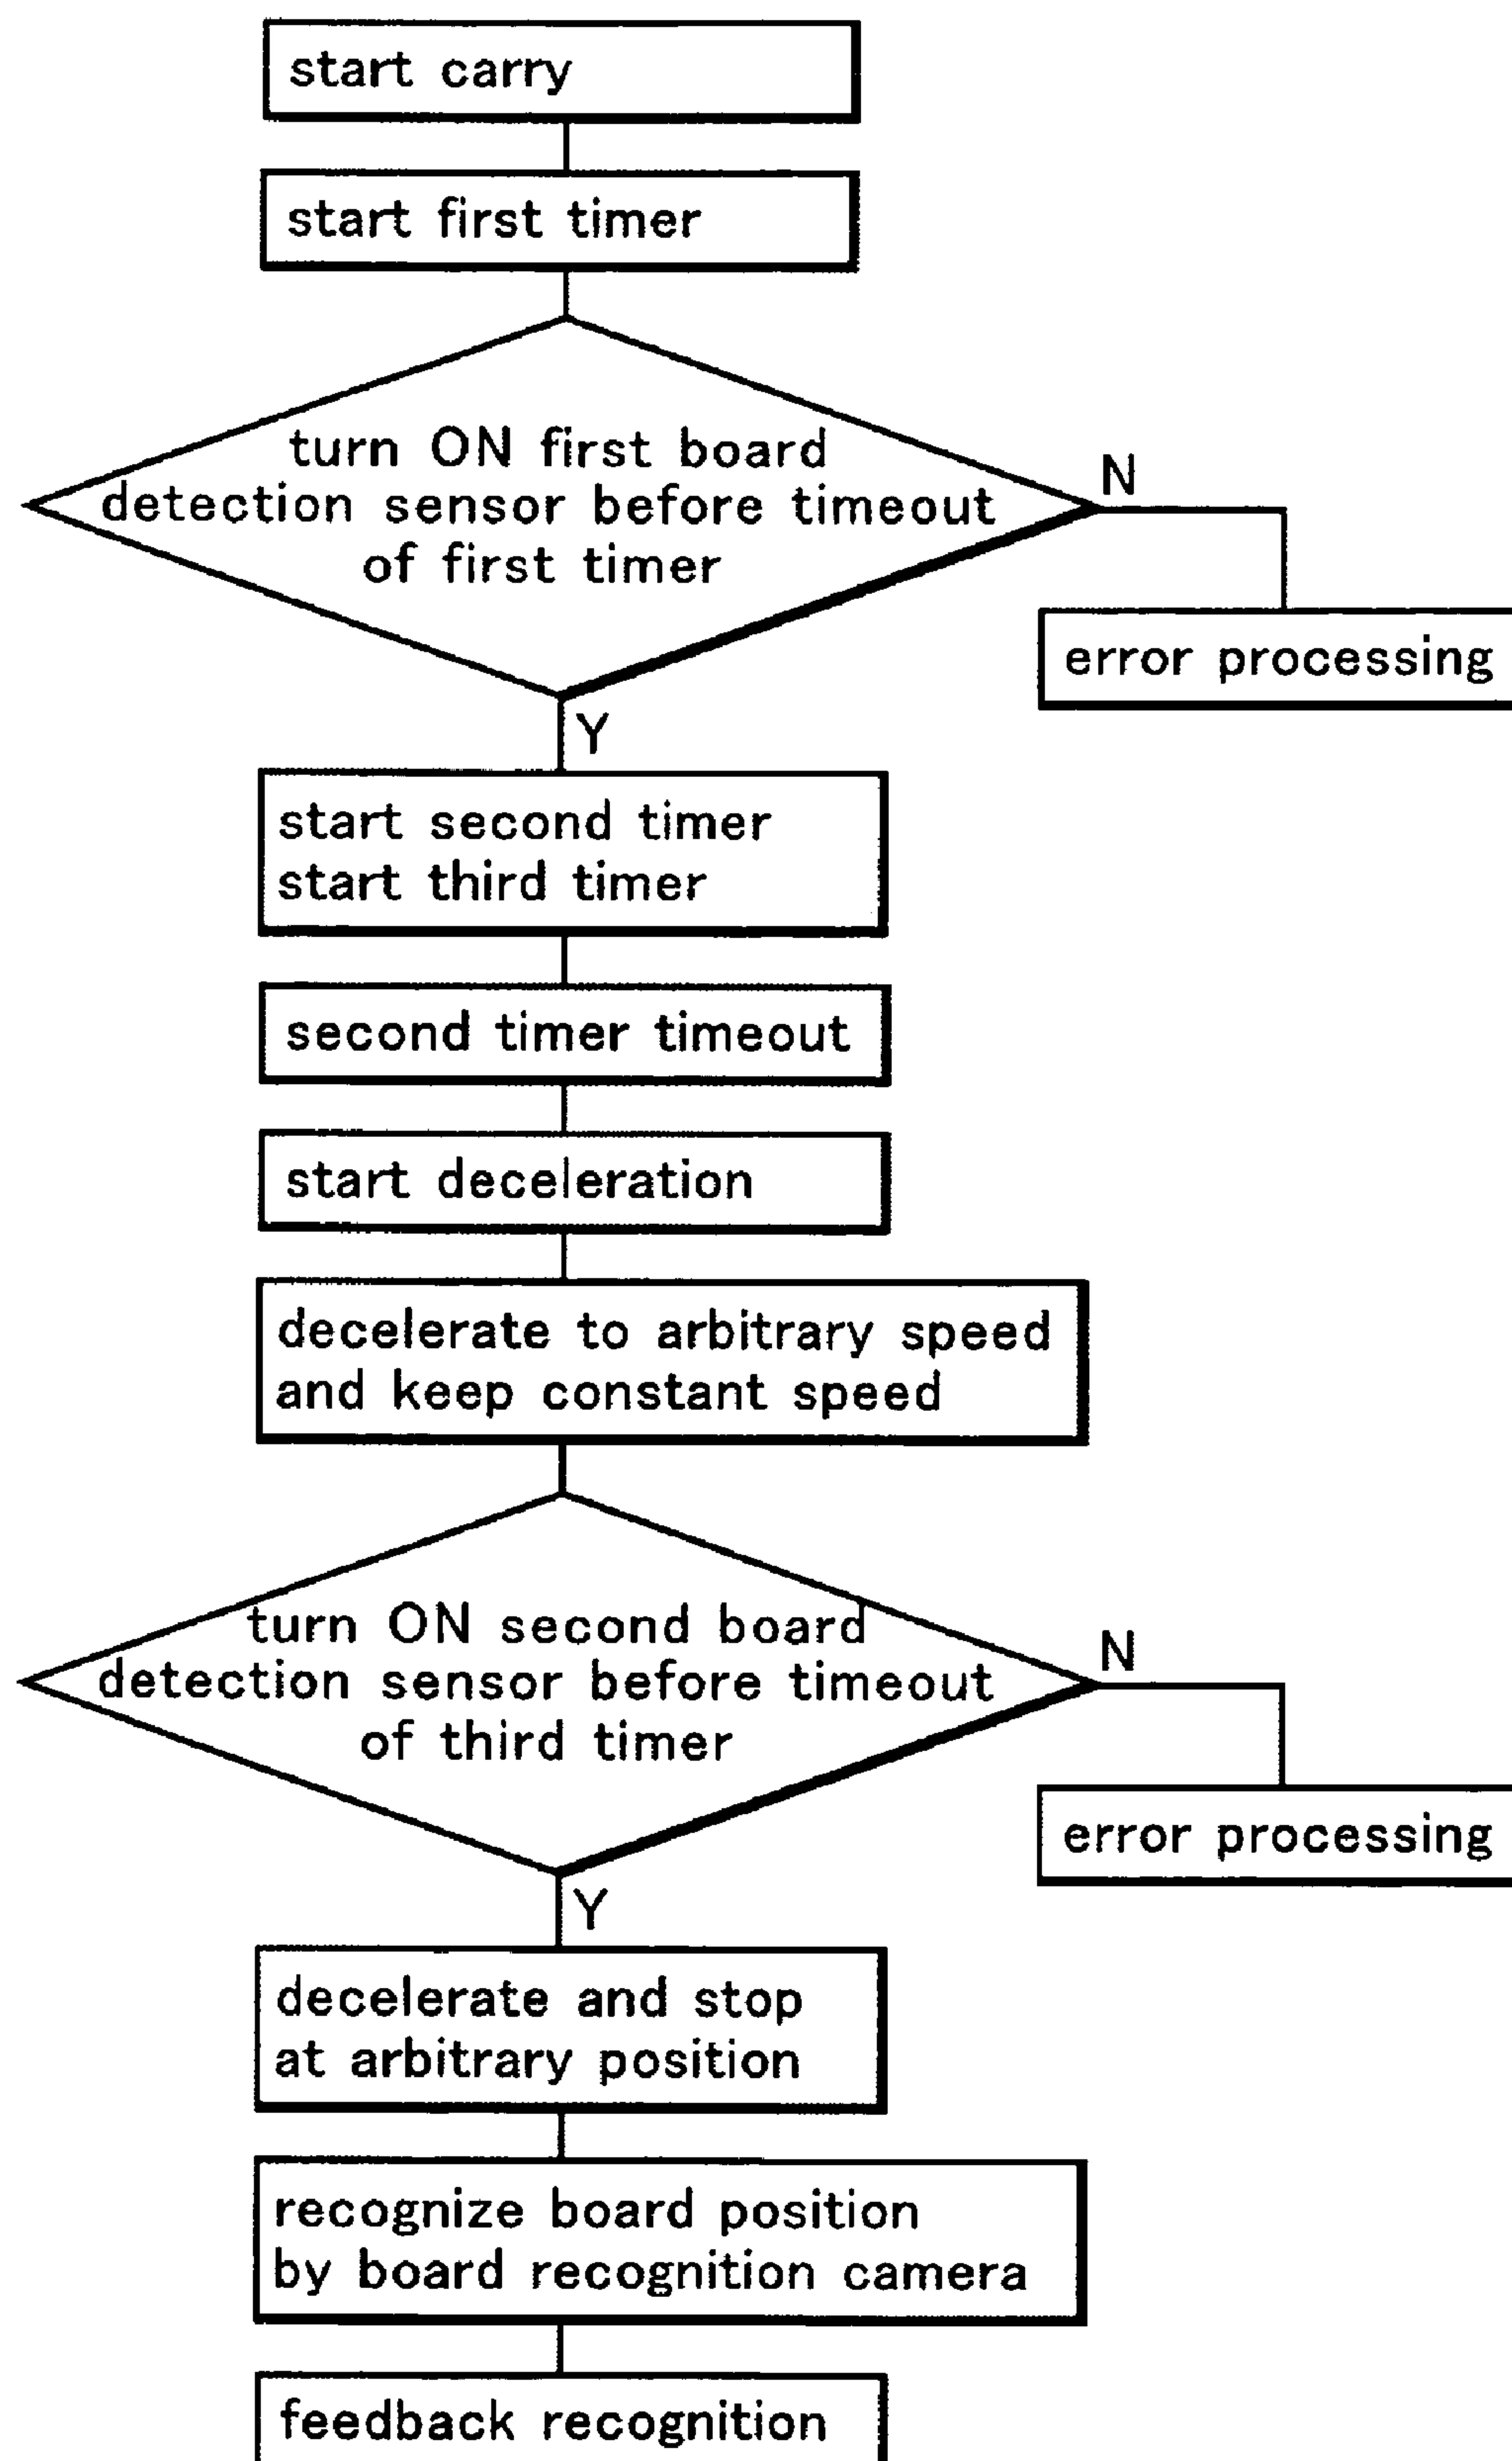 start carry
start first timer
turn ON first board
detection sensor before timeout
of first timer
N
error processing
Y
start second timer
start third timer
second timer timeout
start deceleration
decelerate to arbitrary speed
and keep constant speed
turn ON second board
detection sensor before timeout
of third timer
N
error processing
Y
decelerate and stop
at arbitrary position
recognize board position
by board recognition camera
feedback recognition